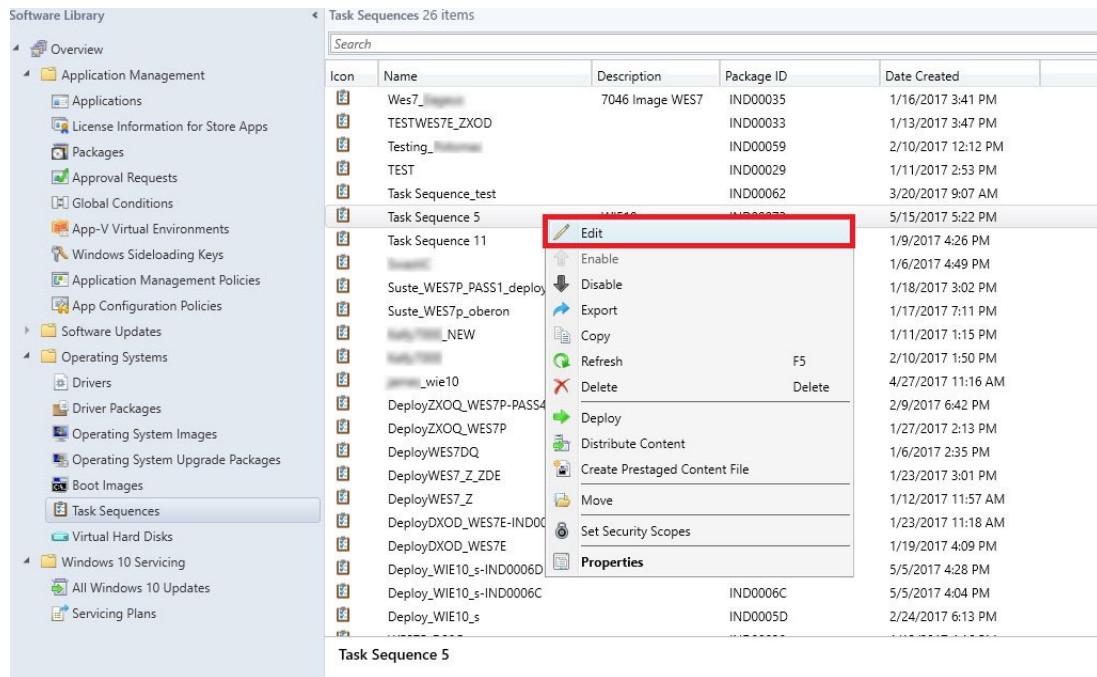 Software Library
Overview
Application Management
Applications
License Information for Store Apps
Packages
Approval Requests
Global Conditions
App-V Virtual Environments
Windows Sideloading Keys
Application Management Policies
App Configuration Policies
Software Updates
Operating Systems
Drivers
Driver Packages
Operating System Images
Operating System Upgrade Packages
Boot Images
Task Sequences
Virtual Hard Disks
Windows 10 Servicing
All Windows 10 Updates
Servicing Plans
Task Sequences 26 items
Search
Icon Name Description Package ID Date Created
Wes7_ 7046 Image WES7 IND00035 1/16/2017 3:41 PM
TESTWES7E_ZXOD IND00033 1/13/2017 3:47 PM
Testing_ IND00059 2/10/2017 12:12 PM
TEST IND00029 1/11/2017 2:53 PM
Task Sequence_test IND00062 3/20/2017 9:07 AM
Task Sequence 5 5/15/2017 5:22 PM
Task Sequence 11 1/9/2017 4:26 PM
1/6/2017 4:49 PM
Suste_WES7P_PASS1_deploy 1/18/2017 3:02 PM
Suste_WES7p_oberon 1/17/2017 7:11 PM
_NEW 1/11/2017 1:15 PM
2/10/2017 1:50 PM
_wie10 4/27/2017 11:16 AM
DeployZXOQ_WES7P-PASS4 2/9/2017 6:42 PM
DeployZXOQ_WES7P 1/27/2017 2:13 PM
DeployWES7DQ 1/6/2017 2:35 PM
DeployWES7_Z_ZDE 1/23/2017 3:01 PM
DeployWES7_Z 1/12/2017 11:57 AM
DeployDXOD_WES7E-IND00 1/23/2017 11:18 AM
DeployDXOD_WES7E 1/19/2017 4:09 PM
Deploy_WIE10_s-IND0006D 5/5/2017 4:28 PM
Deploy_WIE10_s-IND0006C IND0006C 5/5/2017 4:04 PM
Deploy_WIE10_s IND0005D 2/24/2017 6:13 PM
Edit
Enable
Disable
Export
Copy
Refresh F5
Delete Delete
Deploy
Distribute Content
Create Prestaged Content File
Move
Set Security Scopes
Properties
Task Sequence 5